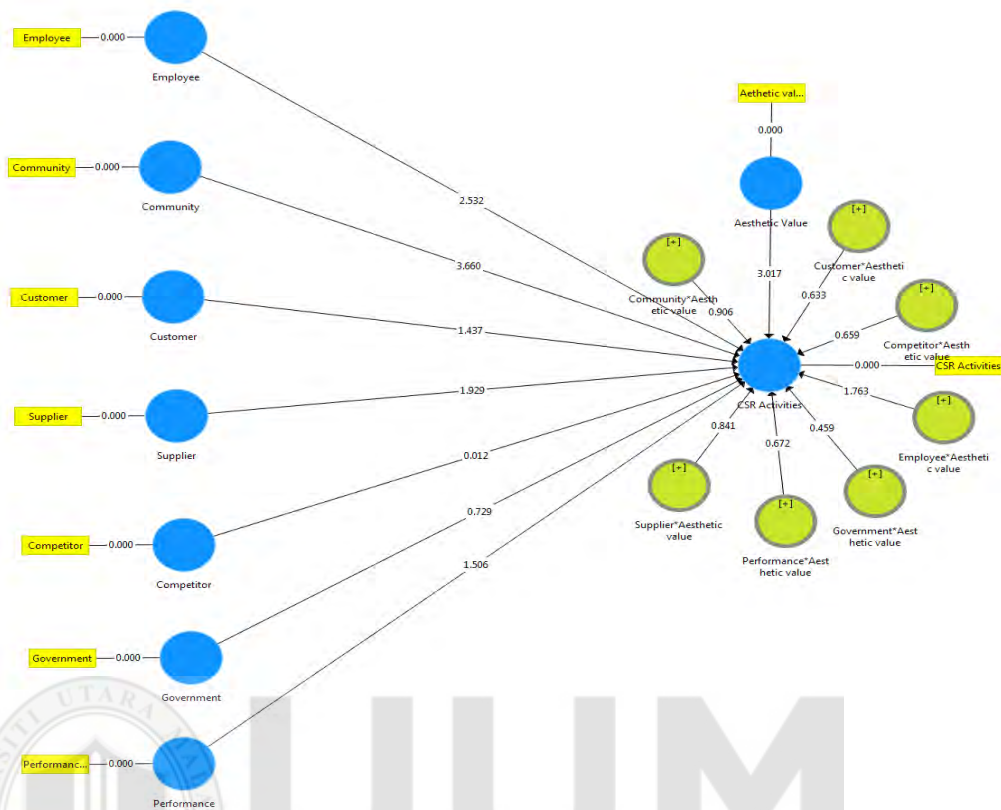 Employee
0.000
Employee
Aethetic val...
0.000
Community
0.000
Community
2.532
Aesthetic Value
[+]
Customer*Aestheti
c value
[+]
Community*Aesth
etic value
3.660
3.017
0.633
0.906
[+]
Competitor*Aesth
etic value
0.659
Customer
0.000
Customer
1.437
0.000
CSR Activities
CSR Activities
1.929
1.763
[+]
Employee*Aestheti
c value
Supplier
0.000
Supplier
0.841
0.672
0.459
[+]
Supplier*Aesthetic
value
[+]
Performance*Aest
hetic value
[+]
Government*Aest
hetic value
0.012
0.729
1.506
Competitor
0.000
Competitor
Government
0.000
Government
Performanc...
0.000
Performance
UTARA
UUM